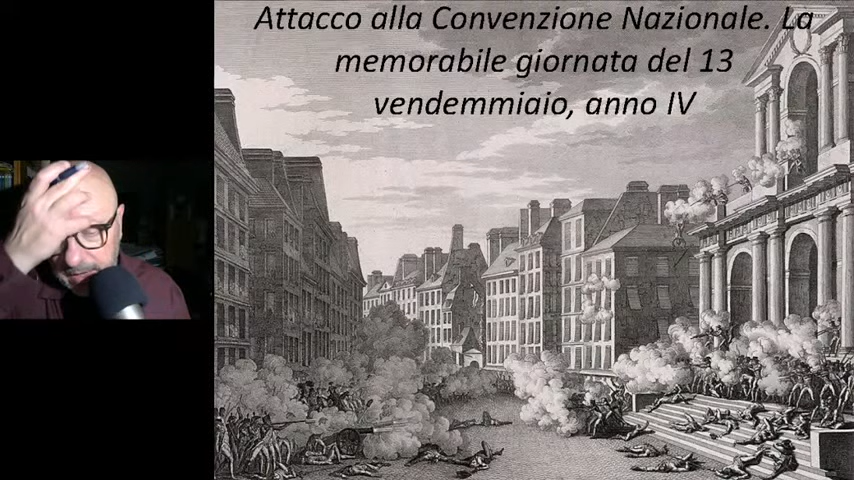 Attacco alla Convenzione Nazionale. La
memorabile giornata del 13
vendemmiaio, anno IV